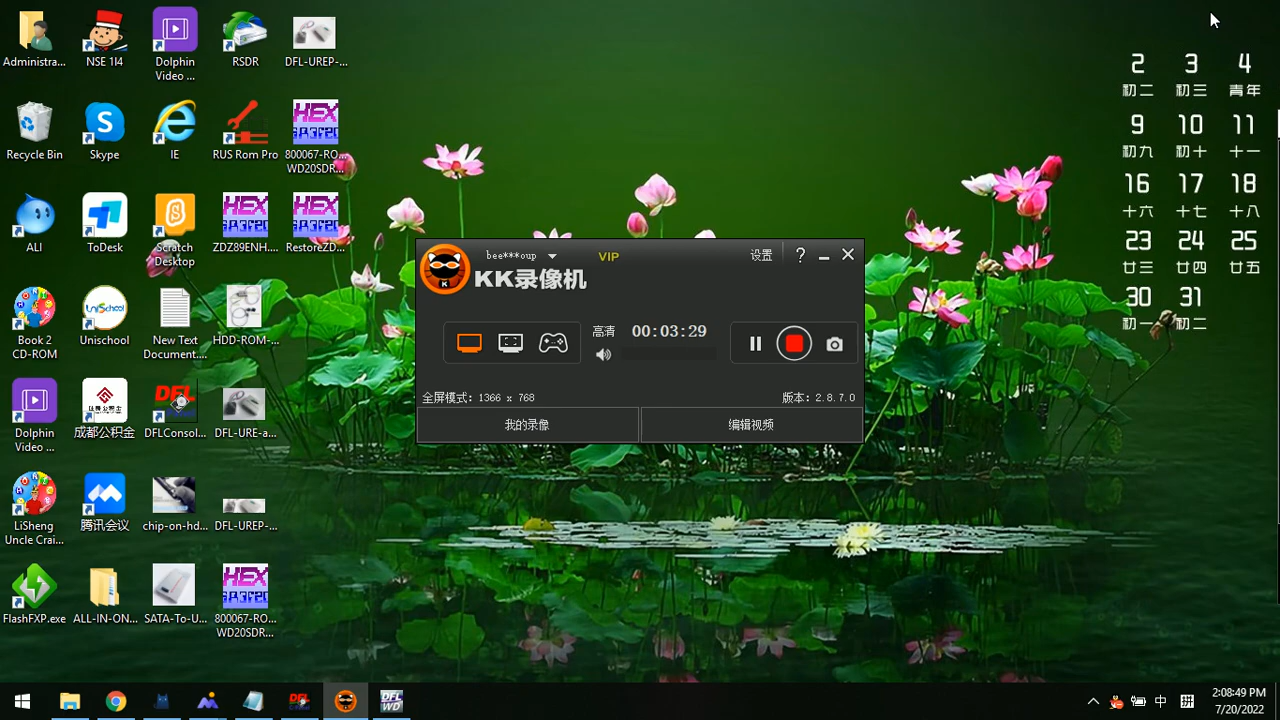 Administra...
NSE 1I4
Dolphin
Video ...
RSDR
DFL-UREP-...
Recycle Bin
Skype
IE
RUS Rom Pro
800067-RO...
WD20SDR...
ALI
ToDesk
Scratch
Desktop
ZDZ89ENH....
RestoreZD...
Book 2
CD-ROM
Unischool
New Text
Document....
HDD-ROM-...
Dolphin
Video ...
成都公积金
DFLConsol...
DFL-URE-a...
LiSheng
Uncle Crai...
腾讯会议
chip-on-hd...
DFL-UREP-...
FlashFXP.exe
ALL-IN-ON...
SATA-To-U...
800067-RO...
WD20SDR...
bee***oup
VIP
设置
?
KK录像机
高清
00:03:29
全屏模式: 1366 x 768
版本: 2.8.7.0
我的录像
编辑视频
2 3 4
初二 初三 青年
9 10 11
初九 初十 十一
16 17 18
十六 十七 十八
23 24 25
廿三 廿四 廿五
30 31
初一 初二
中
拼
2:08:49 PM
7/20/2022